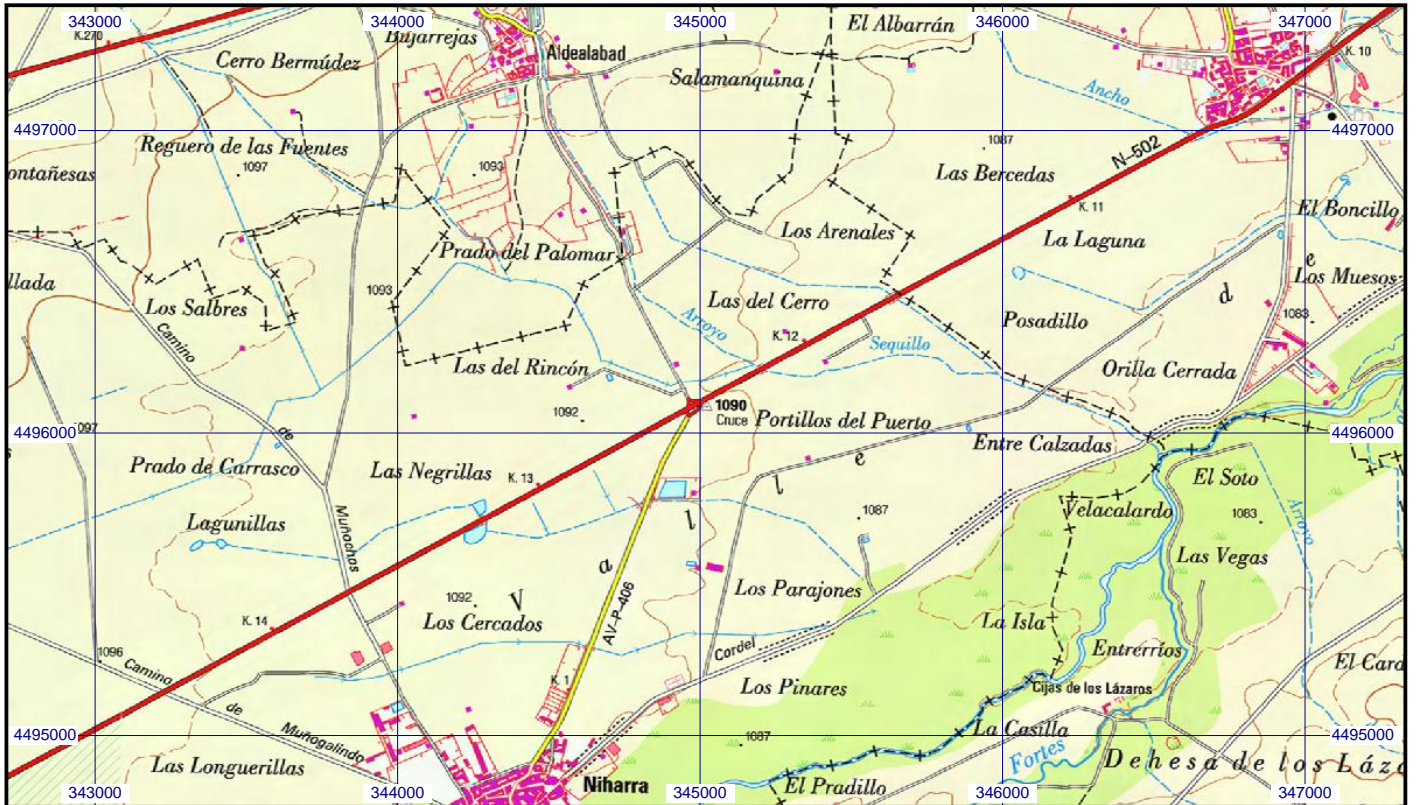 343000
344000
345000
346000
347000
K. 270
Bujarrejas
El Albarrán
Cerro Bermúdez
Aldealabad
K. 10
Salamanquina
Ancho
4497000
4497000
Reguero de las Fuentes
1097
1093
1087
N-502
ontañesas
Las Bercedas
K. 11
El Boncillo
Los Arenales
La Laguna
Prado del Palomar
llada
1093
Los Muesos
e
d
Los Salbres
Las del Cerro
Camino
Arroyo
Posadillo
1083
K. 12
Sequillo
Las del Rincón
Orilla Cerrada
1090
Cruce
1092
Portillos del Puerto
de
097
4496000
4496000
Entre Calzadas
Prado de Carrasco
Las Negrillas
e
K. 13
l
El Soto
Lagunillas
Muñochos
l
1087
Velacalardo
1063
Arroyo
Las Vegas
a
Los Parajones
V
1092
AV-P-406
Los Cercados
La Isla
K. 14
Cordel
Entrerríos
1096
Camino
El Card
K. 1
Los Pinares
Cijas de los Lázaros
de
Muñogalindo
La Casilla
4495000
4495000
1087
Fortes
Dehesa de los Láza
Las Longuerillas
Niharra
El Pradillo
343000
344000
345000
346000
347000